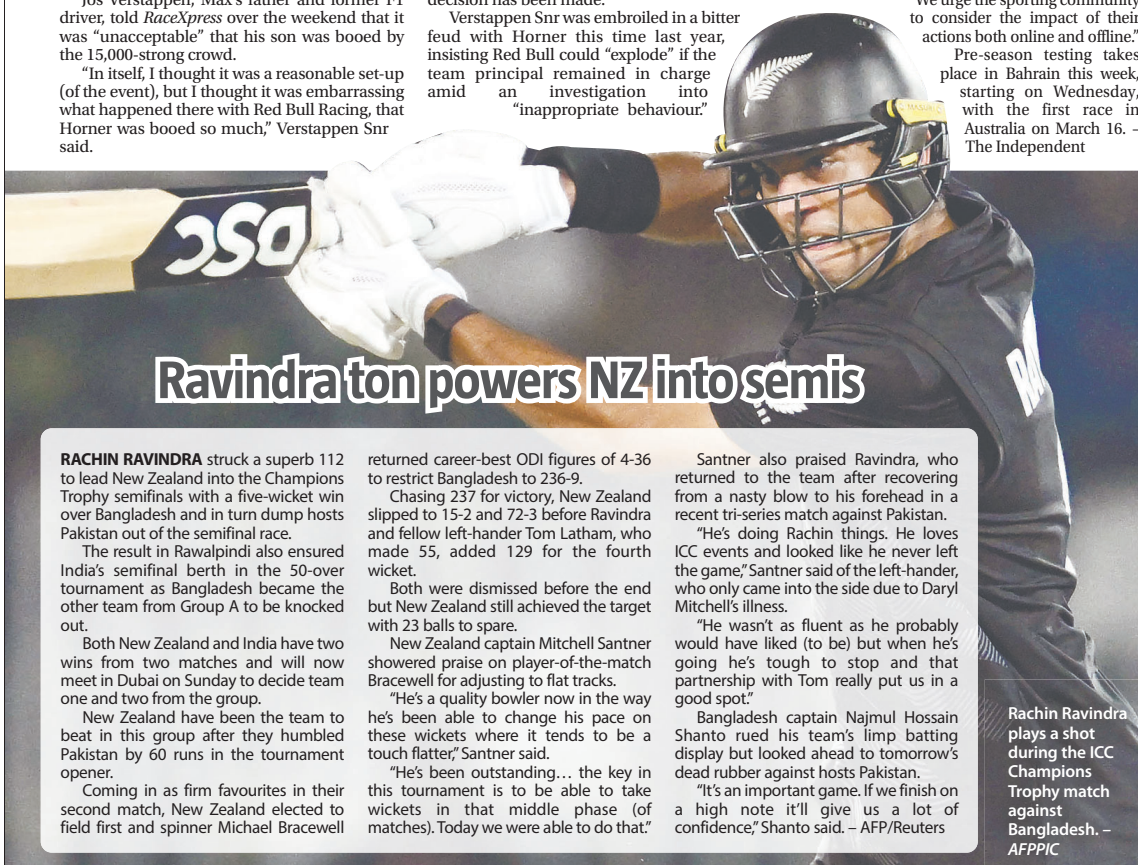 Jos Verstappen, Max's father and former F1
driver, told RaceXpress over the weekend that it
was “unacceptable” that his son was booed by
the 15,000-strong crowd.
“In itself, I thought it was a reasonable set-up
(of the event), but I thought it was embarrassing
what happened there with Red Bull Racing, that
Horner was booed so much,” Verstappen Snr
said.
decision has been made.
Verstappen Snr was embroiled in a bitter
feud with Horner this time last year,
insisting Red Bull could “explode” if the
team principal remained in charge
amid an investigation into
“inappropriate behaviour.”
“We urge the sporting community
to consider the impact of their
actions both online and offline.”
Pre-season testing takes
place in Bahrain this week,
starting on Wednesday,
with the first race in
Australia on March 16. –
The Independent
DSC
Ravindra ton powers NZ into semis
RACHIN RAVINDRA struck a superb 112
to lead New Zealand into the Champions
Trophy semifinals with a five-wicket win
over Bangladesh and in turn dump hosts
Pakistan out of the semifinal race.
The result in Rawalpindi also ensured
India's semifinal berth in the 50-over
tournament as Bangladesh became the
other team from Group A to be knocked
out.
Both New Zealand and India have two
wins from two matches and will now
meet in Dubai on Sunday to decide team
one and two from the group.
New Zealand have been the team to
beat in this group after they humbled
Pakistan by 60 runs in the tournament
opener.
Coming in as firm favourites in their
second match, New Zealand elected to
field first and spinner Michael Bracewell
returned career-best ODI figures of 4-36
to restrict Bangladesh to 236-9.
Chasing 237 for victory, New Zealand
slipped to 15-2 and 72-3 before Ravindra
and fellow left-hander Tom Latham, who
made 55, added 129 for the fourth
wicket.
Both were dismissed before the end
but New Zealand still achieved the target
with 23 balls to spare.
New Zealand captain Mitchell Santner
showered praise on player-of-the-match
Bracewell for adjusting to flat tracks.
“He's a quality bowler now in the way
he's been able to change his pace on
these wickets where it tends to be a
touch flatter,” Santner said.
“He's been outstanding… the key in
this tournament is to be able to take
wickets in that middle phase (of
matches). Today we were able to do that.”
Santner also praised Ravindra, who
returned to the team after recovering
from a nasty blow to his forehead in a
recent tri-series match against Pakistan.
“He's doing Rachin things. He loves
ICC events and looked like he never left
the game,” Santner said of the left-hander,
who only came into the side due to Daryl
Mitchell's illness.
“He wasn't as fluent as he probably
would have liked (to be) but when he's
going he's tough to stop and that
partnership with Tom really put us in a
good spot.”
Bangladesh captain Najmul Hossain
Shanto rued his team's limp batting
display but looked ahead to tomorrow's
dead rubber against hosts Pakistan.
“It's an important game. If we finish on
a high note it'll give us a lot of
confidence,” Shanto said. – AFP/Reuters
Rachin Ravindra
plays a shot
during the ICC
Champions
Trophy match
against
Bangladesh. –
AFPPIC